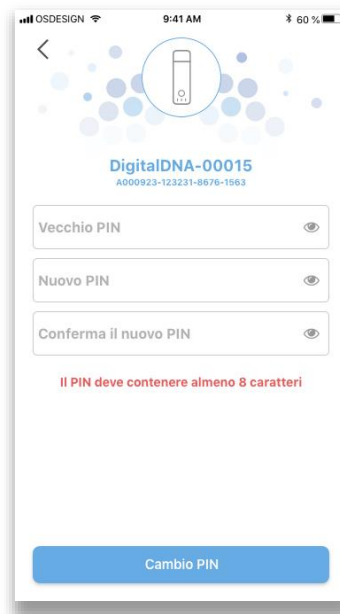 OSDESIGN 9:41 AM 60 %
DigitalDNA-00015
A000923-123231-8676-1563
Vecchio PIN
Nuovo PIN
Conferma il nuovo PIN
Il PIN deve contenere almeno 8 caratteri
Cambio PIN